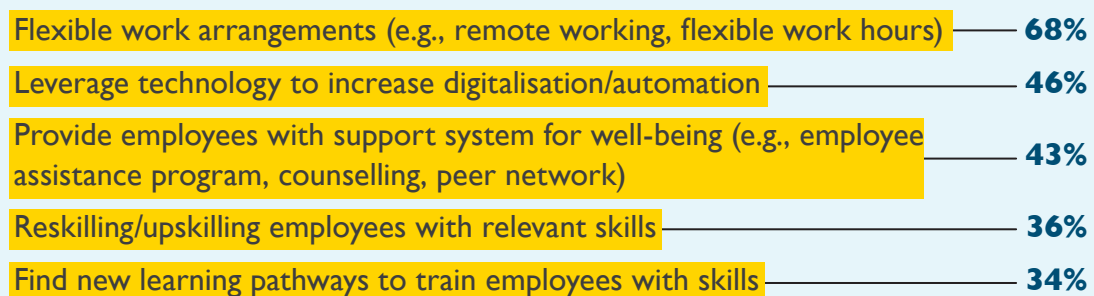 Flexible work arrangements (e.g., remote working, flexible work hours) 68%
Leverage technology to increase digitalisation/automation 46%
Provide employees with support system for well-being (e.g., employee
assistance program, counselling, peer network) 43%
Reskilling/upskilling employees with relevant skills 36%
Find new learning pathways to train employees with skills 34%